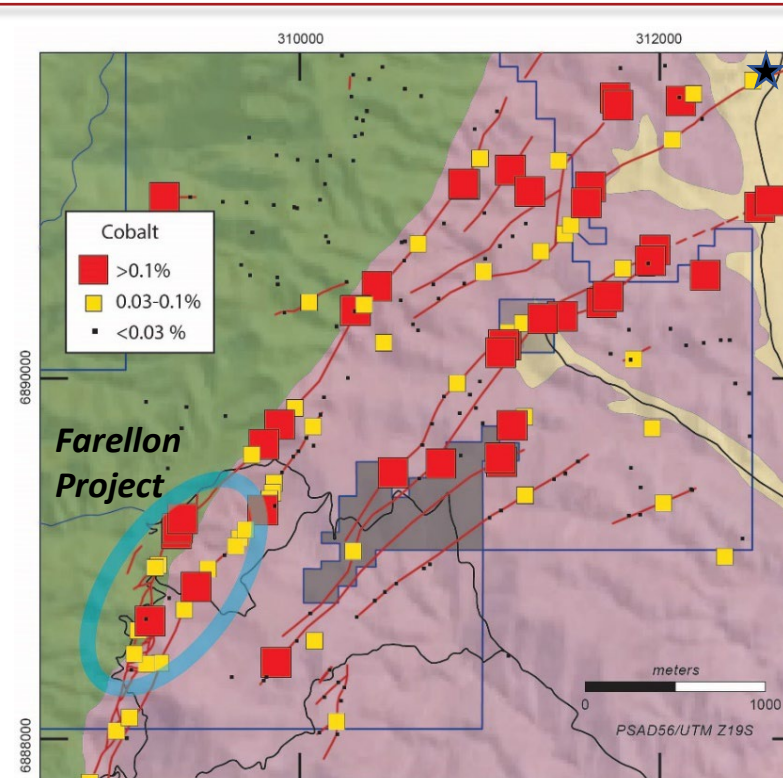 310000
312000
Cobalt
>0.1%
0.03-0.1%
<0.03 %
6890000
Farellon
Project
meters
0
1000
PSAD56/UTM Z19S
6888000